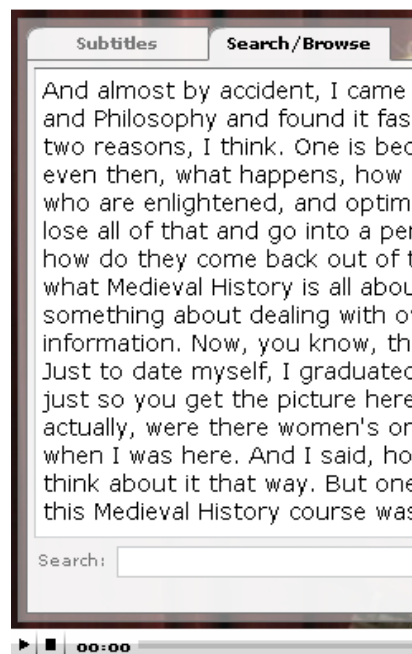 Subtitles Search/Browse
And almost by accident, I came
and Philosophy and found it fas
two reasons, I think. One is bec
even then, what happens, how
who are enlightened, and optim
lose all of that and go into a per
how do they come back out of t
what Medieval History is all abou
something about dealing with ov
information. Now, you know, th
Just to date myself, I graduated
just so you get the picture here
actually, were there women's or
when I was here. And I said, ho
think about it that way. But one
this Medieval History course was
Search:
00:00